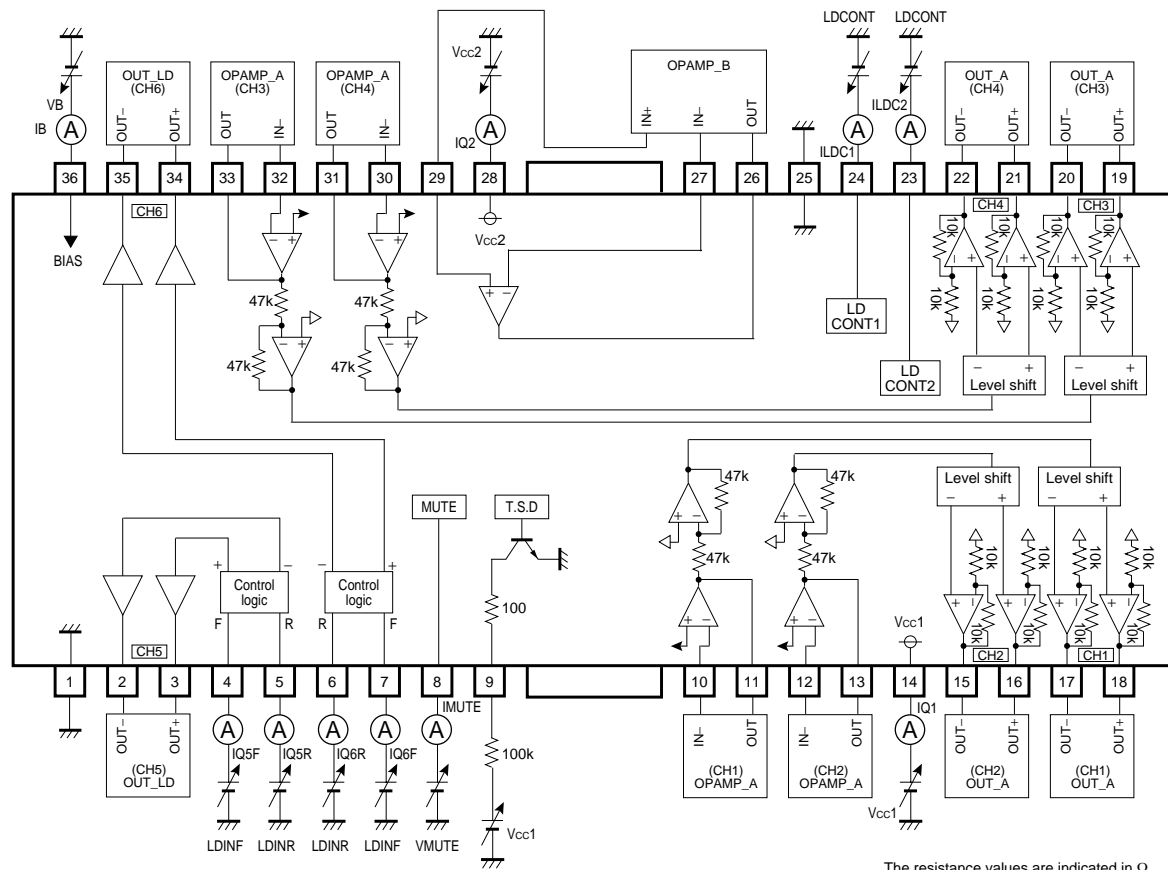 LDCONT LDCONT
VB
IB
A
OUT_LD
(CH6)
OUT– OUT+
OPAMP_A
(CH3)
OUT IN–
OPAMP_A
(CH4)
OUT IN–
Vcc2
A
IQ2
OPAMP_B
IN+ IN– OUT
A
ILDC1
ILDC2
A
OUT_A
(CH4)
OUT– OUT+
OUT_A
(CH3)
OUT– OUT+
36 35 34 33 32 31 30 29 28 27 26 25 24 23 22 21 20 19
CH6
CH4 CH3
BIAS
– + – +
Vcc2
+ –
10k 10k 10k 10k
– + – + – + – +
10k 10k 10k 10k
47k 47k
– + – +
47k 47k
LD
CONT1
LD
CONT2
– +
Level shift
– +
Level shift
47k 47k
+ – + –
47k 47k
+ – + –
Level shift
– +
Level shift
– +
10k 10k 10k 10k
+ – + – + – + –
10k 10k 10k 10k
MUTE
T.S.D
100
+ –
Control
logic
F R
– +
Control
logic
R F
Vcc1
CH5
CH2 CH1
1 2 3 4 5 6 7 8 9 10 11 12 13 14 15 16 17 18
OUT– OUT+
(CH5)
OUT_LD
A A A A A
IQ5F IQ5R IQ6R IQ6F
IMUTE
LDINF LDINR LDINR LDINF VMUTE
100k
Vcc1
IN– OUT
(CH1)
OPAMP_A
IN– OUT
(CH2)
OPAMP_A
IQ1
A
Vcc1
OUT– OUT+
(CH2)
OUT_A
OUT– OUT+
(CH1)
OUT_A
The resistance values are indicated in Ω